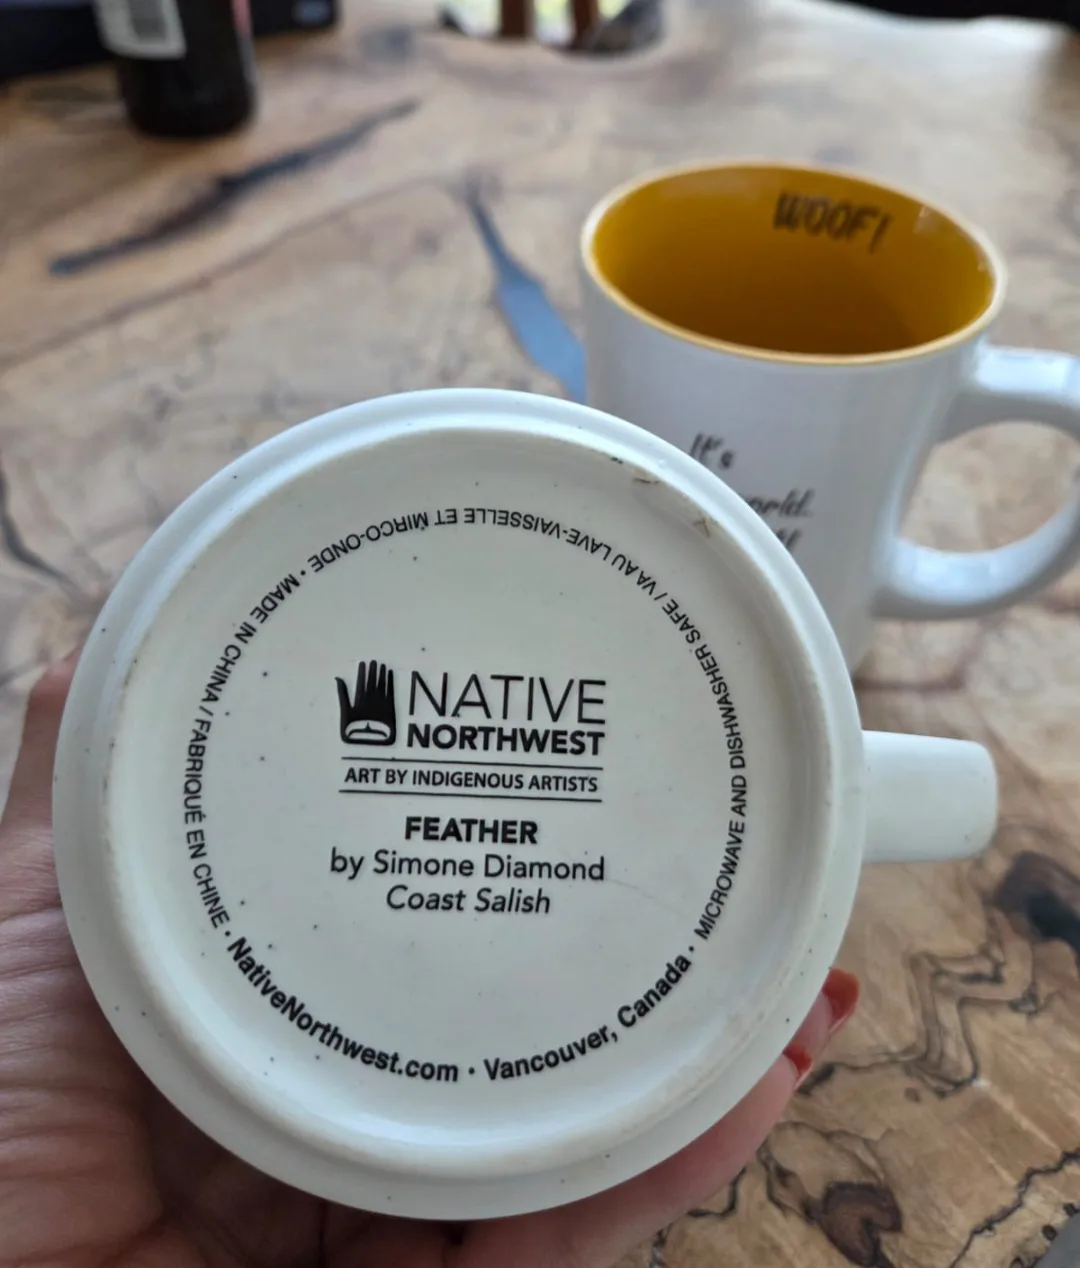 WOOF!
It's
NATIVE
NORTHWEST
ART BY INDIGENOUS ARTISTS
FEATHER
by Simone Diamond
Coast Salish
MICROWAVE AND DISHWASHER SAFE / VA AU LAVE-VAISSELLE ET MIRCO-ONDE • MADE IN CHINA / FABRIQUÉ EN CHINE • NativeNorthwest.com • Vancouver, Canada •